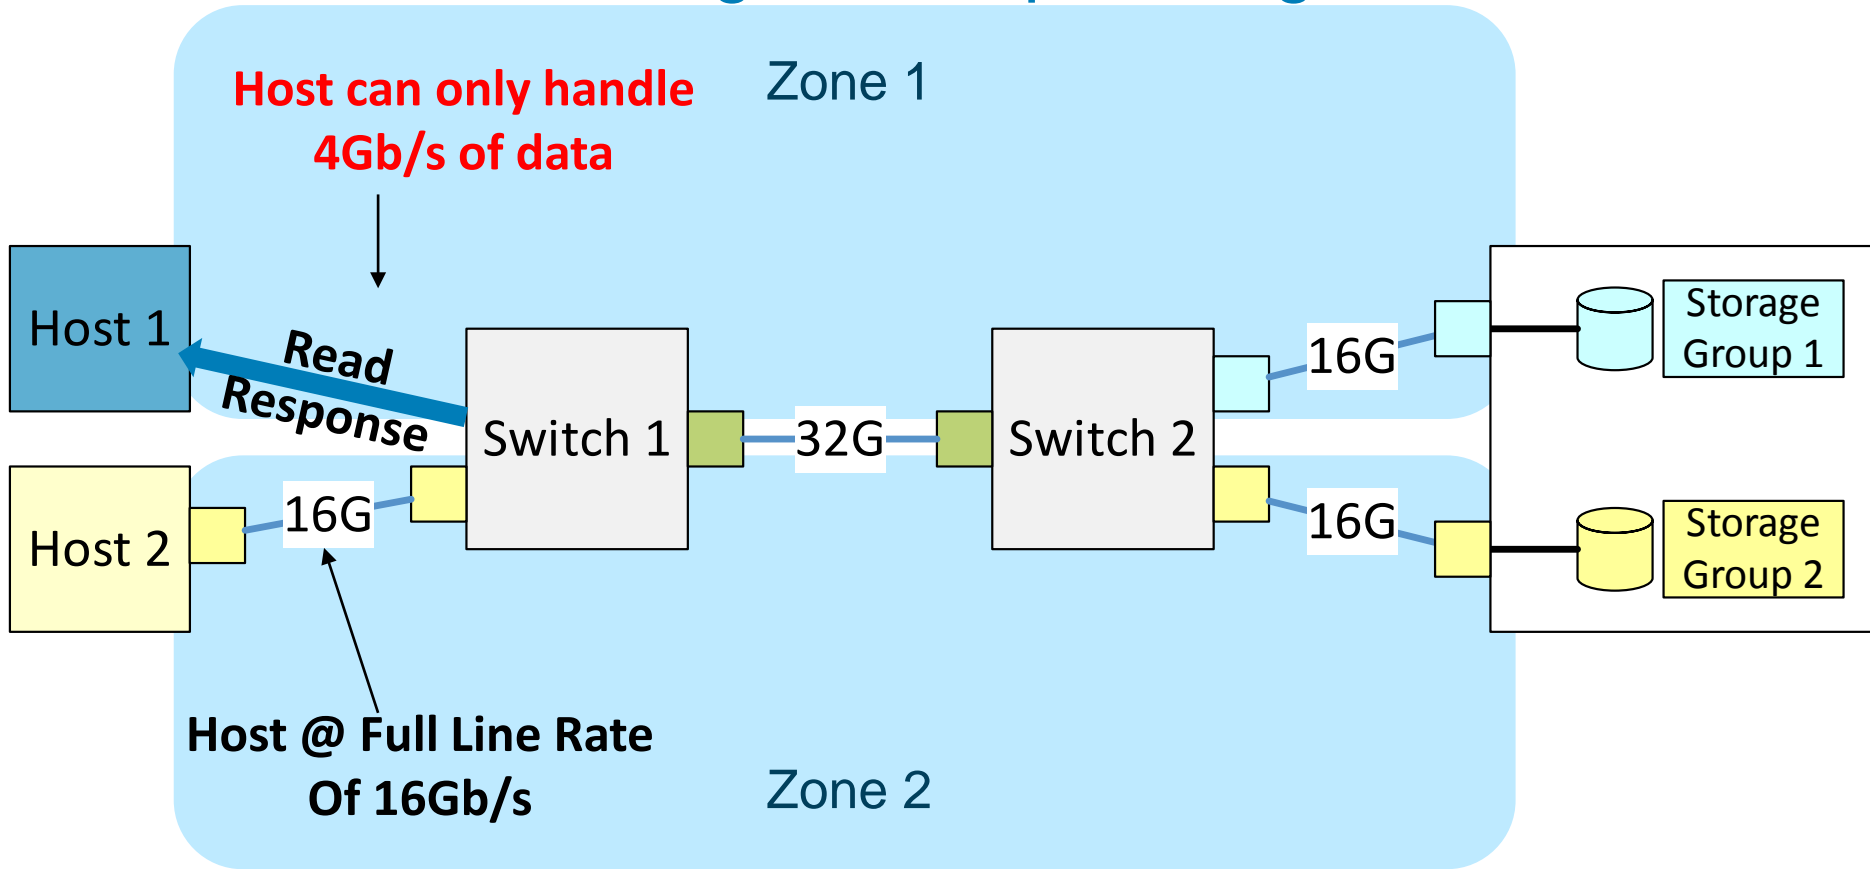 Zone 1
Host can only handle
4Gb/s of data
Host 1
Read
Response
Switch 1
32G
Switch 2
16G
Storage
Group 1
Host 2
16G
16G
Storage
Group 2
Host @ Full Line Rate
Of 16Gb/s
Zone 2